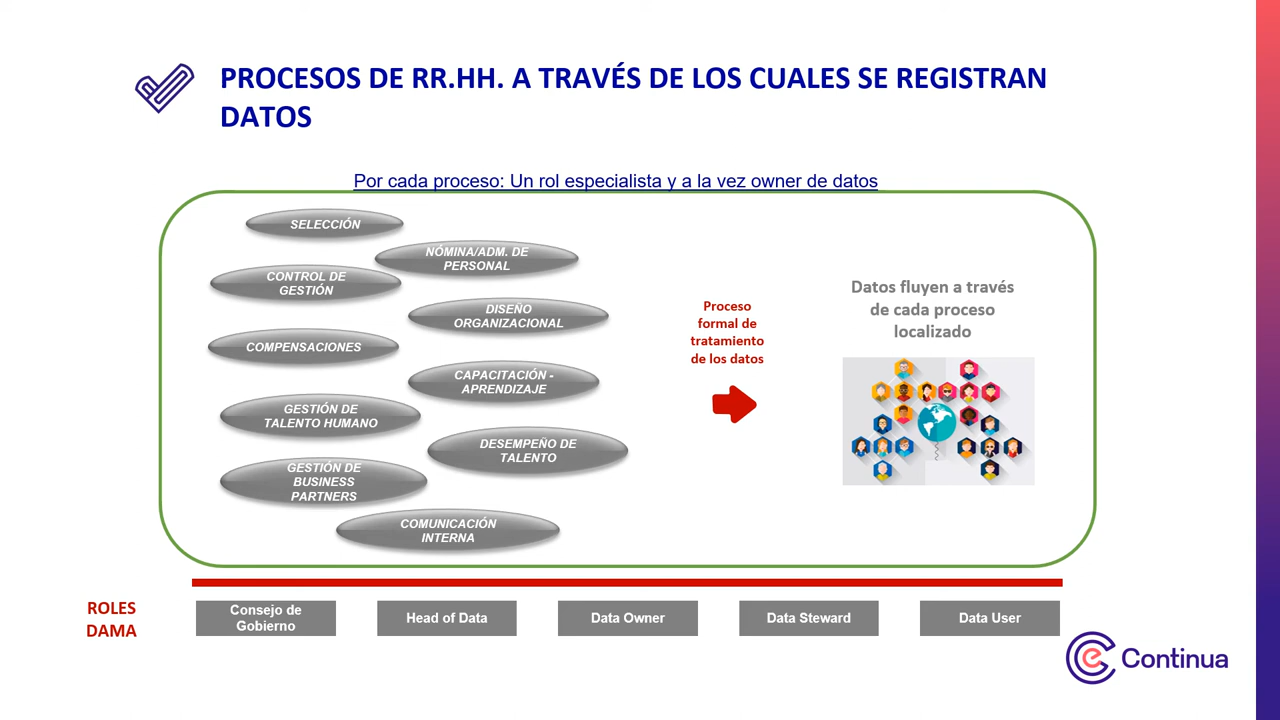 PROCESOS DE RR.HH. A TRAVÉS DE LOS CUALES SE REGISTRAN
DATOS
Por cada proceso: Un rol especialista y a la vez owner de datos
SELECCIÓN
NÓMINA/ADM. DE
PERSONAL
CONTROL DE
GESTIÓN
DISEÑO
ORGANIZACIONAL
COMPENSACIONES
CAPACITACIÓN -
APRENDIZAJE
GESTIÓN DE
TALENTO HUMANO
DESEMPEÑO DE
TALENTO
GESTIÓN DE
BUSINESS
PARTNERS
COMUNICACIÓN
INTERNA
Proceso
formal de
tratamiento
de los datos
Datos fluyen a través
de cada proceso
localizado
ROLES
DAMA
Consejo de
Gobierno
Head of Data
Data Owner
Data Steward
Data User
Continua